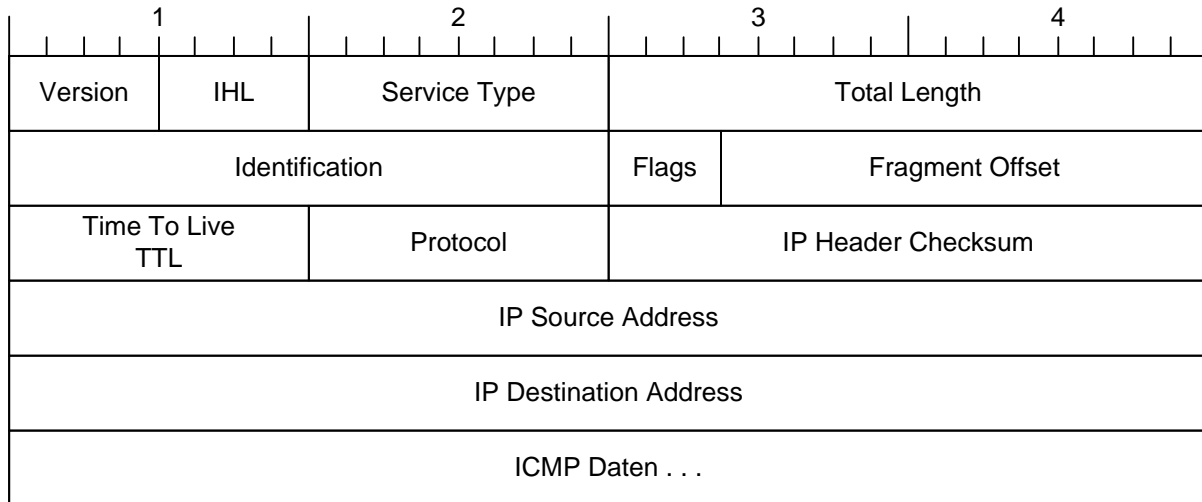 1 2 3 4
Version IHL Service Type Total Length
Identification Flags Fragment Offset
Time To Live
TTL
Protocol IP Header Checksum
IP Source Address
IP Destination Address
ICMP Daten . . .